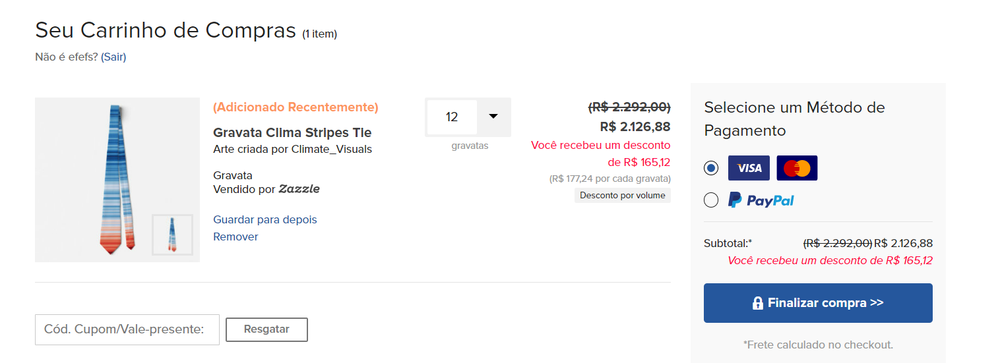 Seu Carrinho de Compras (1 item)
Não é efefs? (Sair)
(Adicionado Recentemente)
Gravata Clima Stripes Tie
Arte criada por Climate_Visuals
Gravata
Vendido por Zazzle
Guardar para depois
Remover
12
gravatas
(R$ 2.292,00)
R$ 2.126,88
Você recebeu um desconto
de R$ 165,12
(R$ 177,24 por cada gravata)
Desconto por volume
Cód. Cupom/Vale-presente:
Resgatar
Selecione um Método de
Pagamento
VISA
PayPal
Subtotal:* (R$ 2.292,00) R$ 2.126,88
Você recebeu um desconto de R$ 165,12
Finalizar compra >>
*Frete calculado no checkout.